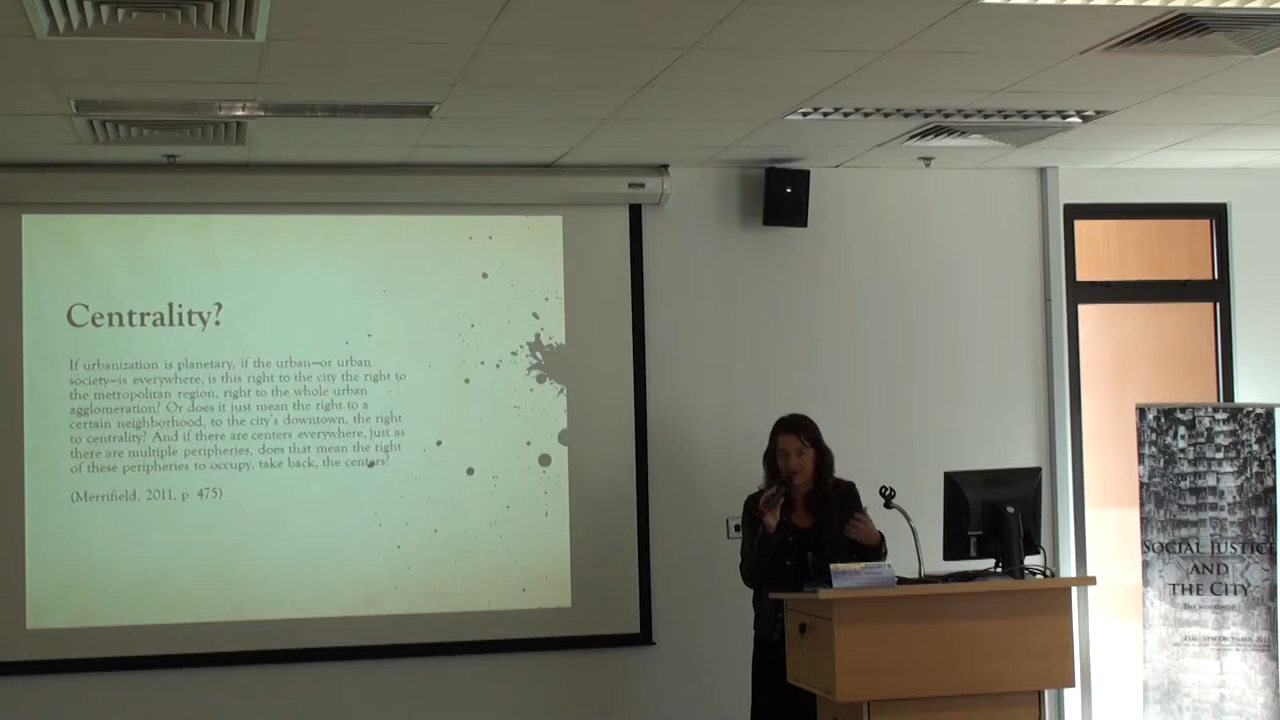 Centrality?
If urbanization is planetary, if the urban—or urban
society—is everywhere, is this right to the city the right to
the metropolitan region, right to the whole urban
agglomeration? Or does it just mean the right to a
certain neighborhood, to the city's downtown, the right
to centrality? And if there are centers everywhere, just as
there are multiple peripheries, does that mean the right
of these peripheries to occupy, take back, the centers?
(Merrifield, 2011, p. 475)
Social Justice
and
the City
The Workshop